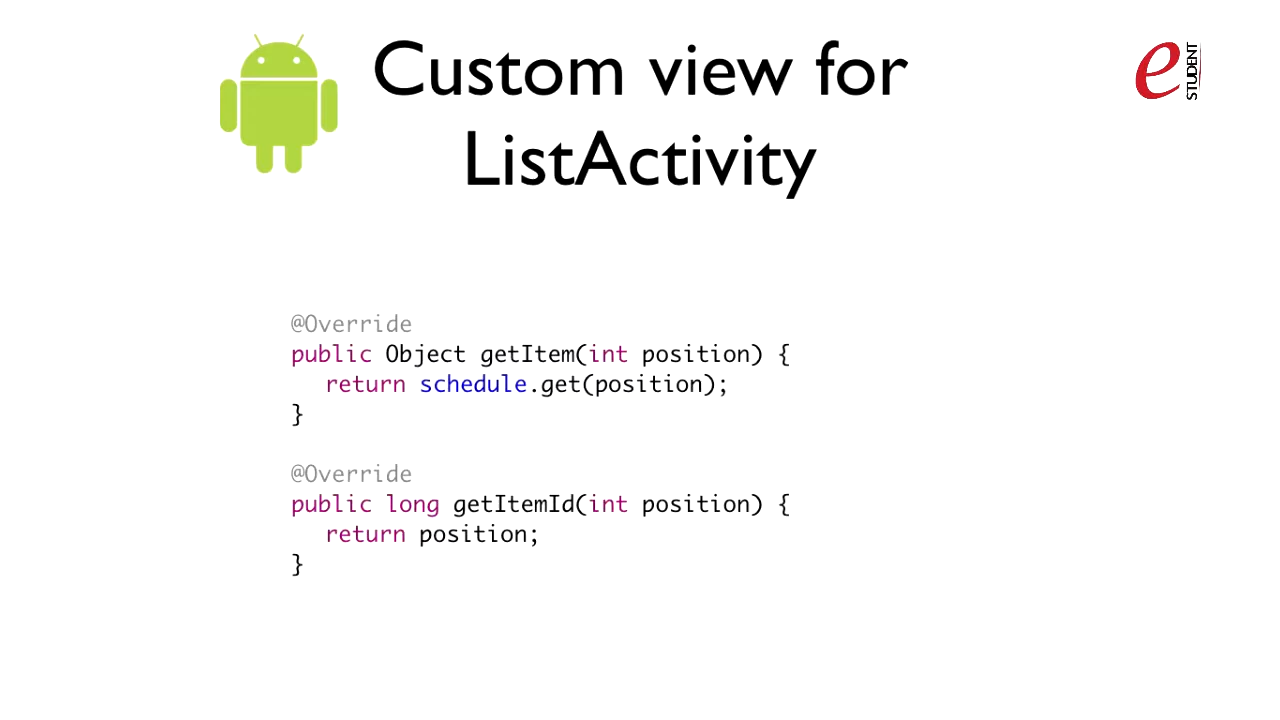 Custom view for
ListActivity
e STUDENT
@Override
public Object getItem(int position) {
return schedule.get(position);
}
@Override
public long getItemId(int position) {
return position;
}